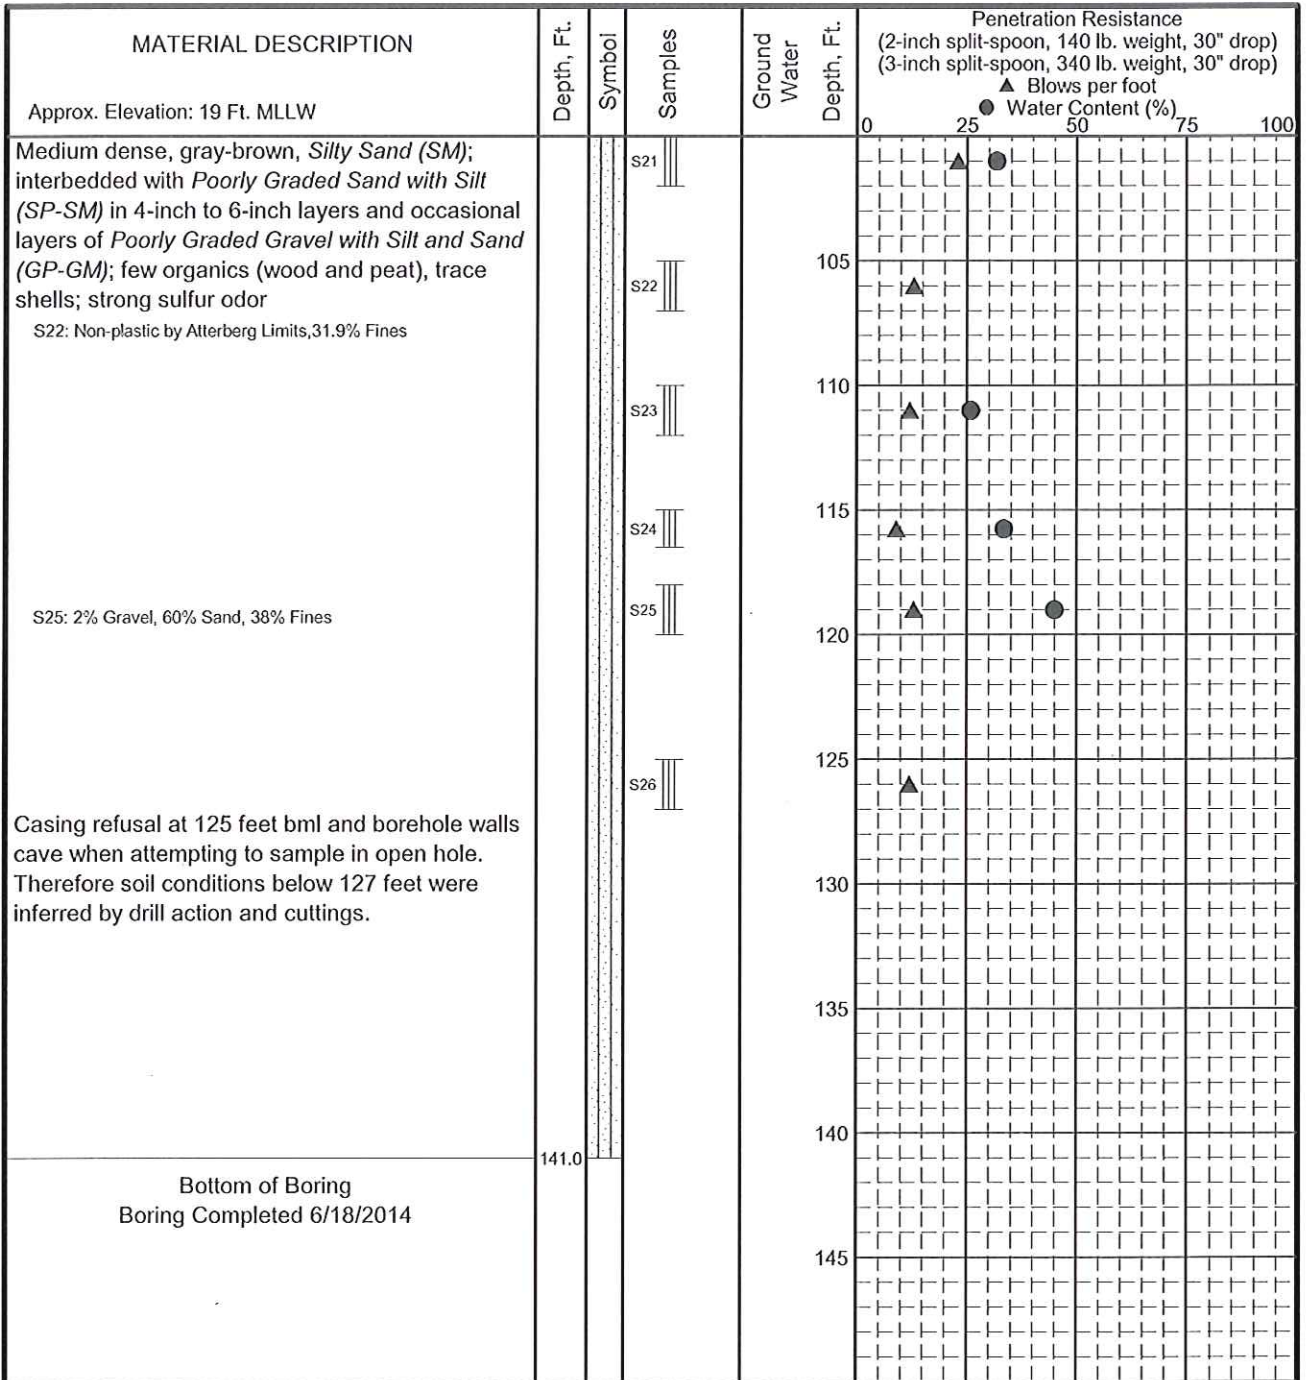 MATERIAL DESCRIPTION
Approx. Elevation: 19 Ft. MLLW
Depth, Ft.
Symbol
Samples
Ground
Water
Depth, Ft.
Penetration Resistance
(2-inch split-spoon, 140 lb. weight, 30" drop)
(3-inch split-spoon, 340 lb. weight, 30" drop)
▲ Blows per foot
● Water Content (%)
0 25 50 75 100
Medium dense, gray-brown, Silty Sand (SM);
interbedded with Poorly Graded Sand with Silt
(SP-SM) in 4-inch to 6-inch layers and occasional
layers of Poorly Graded Gravel with Silt and Sand
(GP-GM); few organics (wood and peat), trace
shells; strong sulfur odor
S22: Non-plastic by Atterberg Limits,31.9% Fines
S25: 2% Gravel, 60% Sand, 38% Fines
Casing refusal at 125 feet bml and borehole walls
cave when attempting to sample in open hole.
Therefore soil conditions below 127 feet were
inferred by drill action and cuttings.
141.0
Bottom of Boring
Boring Completed 6/18/2014
S21
S22
S23
S24
S25
S26
105
110
115
120
125
130
135
140
145